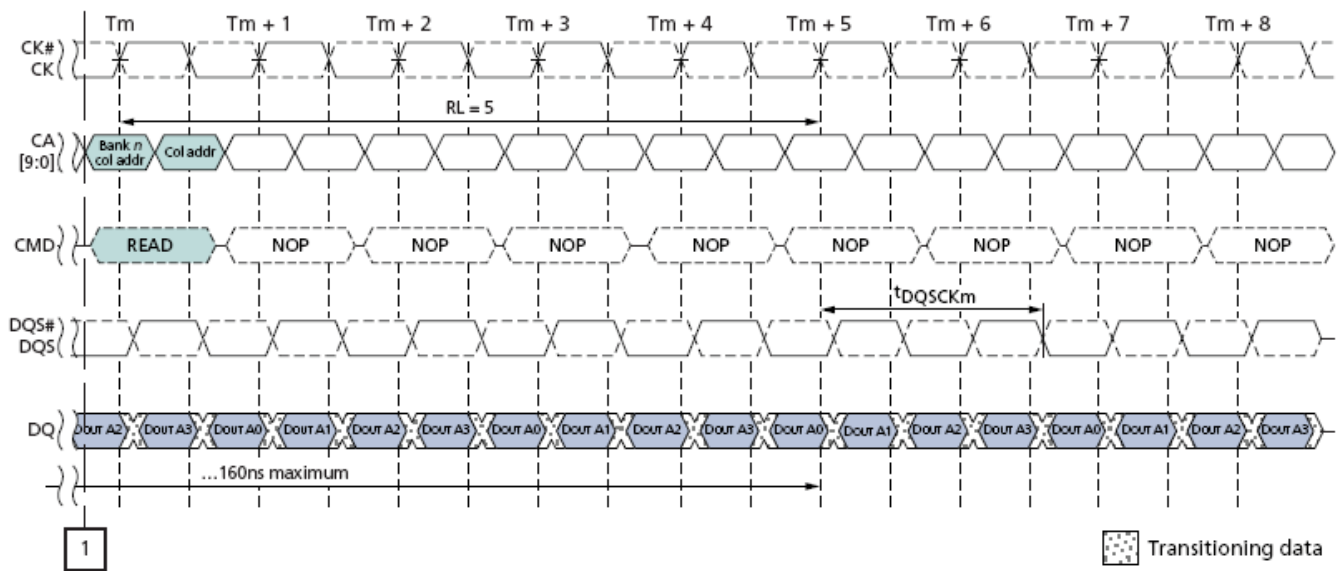 Tm Tm + 1 Tm + 2 Tm + 3 Tm + 4 Tm + 5 Tm + 6 Tm + 7 Tm + 8
CK#
CK
RL = 5
CA
[9:0]
Bank n
col addr
Col addr
CMD READ NOP NOP NOP NOP NOP NOP NOP NOP
tDQSCKm
DQS#
DQS
DQ DOUT A2 DOUT A3 DOUT A0 DOUT A1 DOUT A2 DOUT A3 DOUT A0 DOUT A1 DOUT A2 DOUT A3 DOUT A0 DOUT A1 DOUT A2 DOUT A3 DOUT A0 DOUT A1 DOUT A2 DOUT A3
...160ns maximum
1
Transitioning data